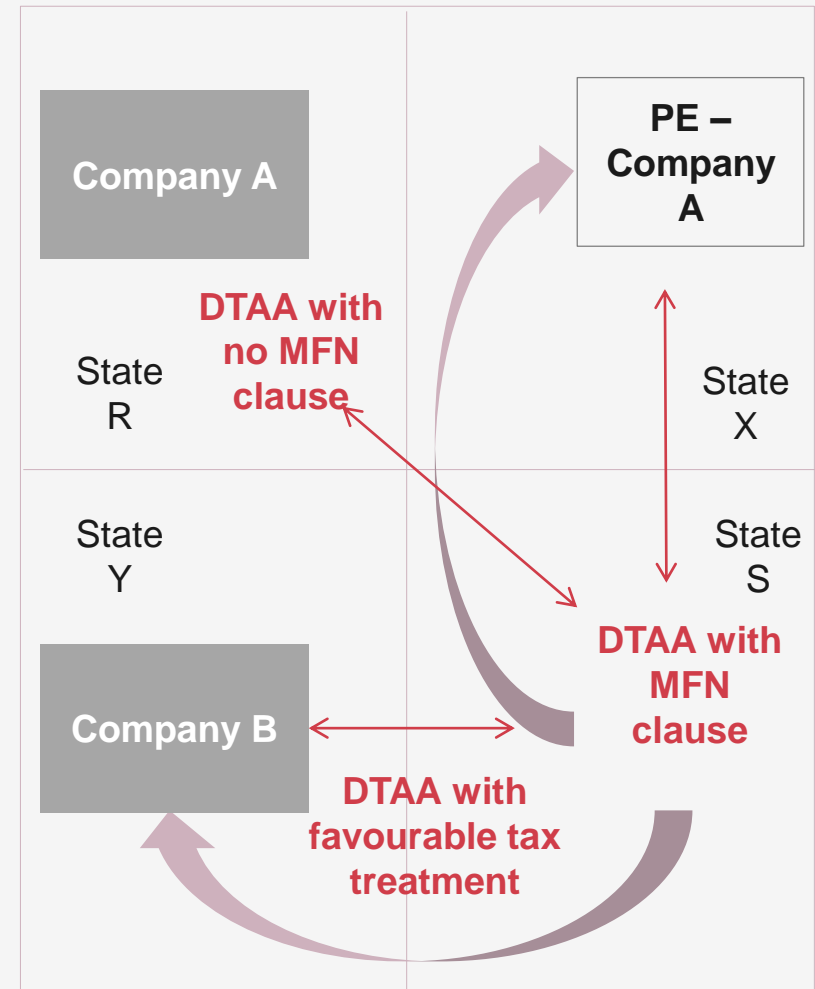 Company A
PE –
Company
A
DTAA with
no MFN
clause
State
R
State
X
State
Y
State
S
DTAA with
MFN
clause
Company B
DTAA with
favourable tax
treatment